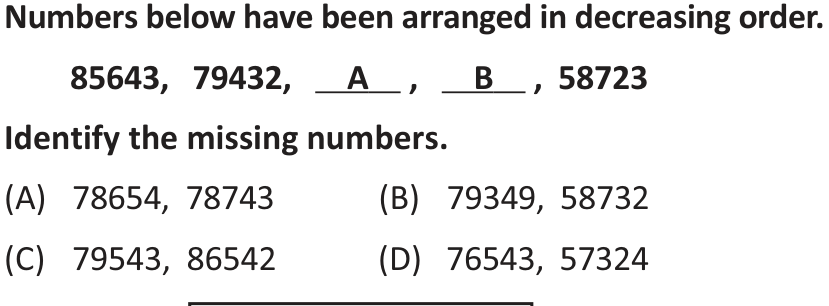 Numbers below have been arranged in decreasing order.
85643, 79432, A , B , 58723
Identify the missing numbers.
(A) 78654, 78743 (B) 79349, 58732
(C) 79543, 86542 (D) 76543, 57324